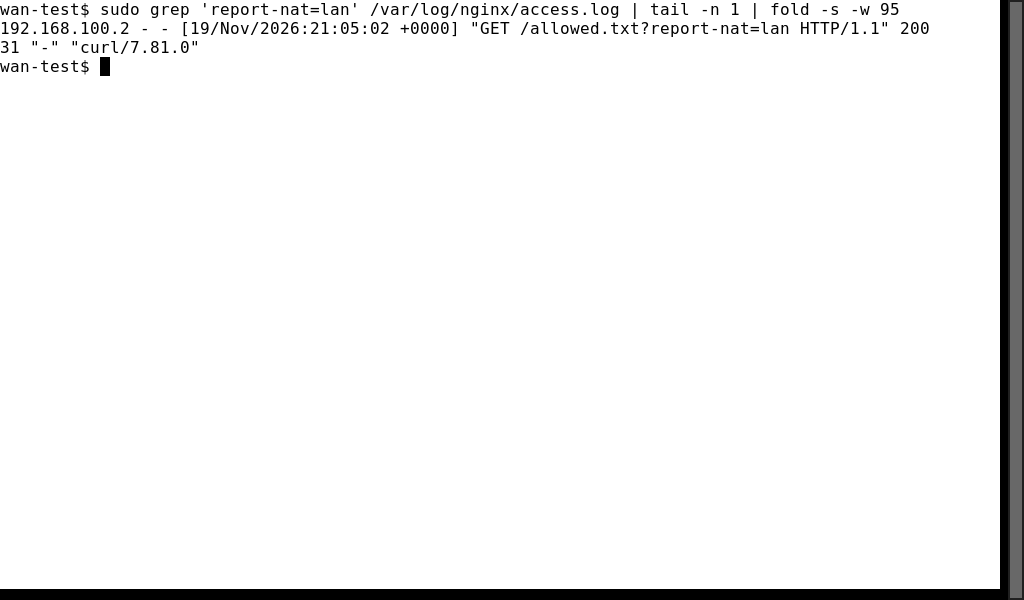 wan-test$ sudo grep 'report-nat=lan' /var/log/nginx/access.log | tail -n 1 | fold -s -w 95
192.168.100.2 - - [19/Nov/2026:21:05:02 +0000] "GET /allowed.txt?report-nat=lan HTTP/1.1" 200
31 "-" "curl/7.81.0"
wan-test$